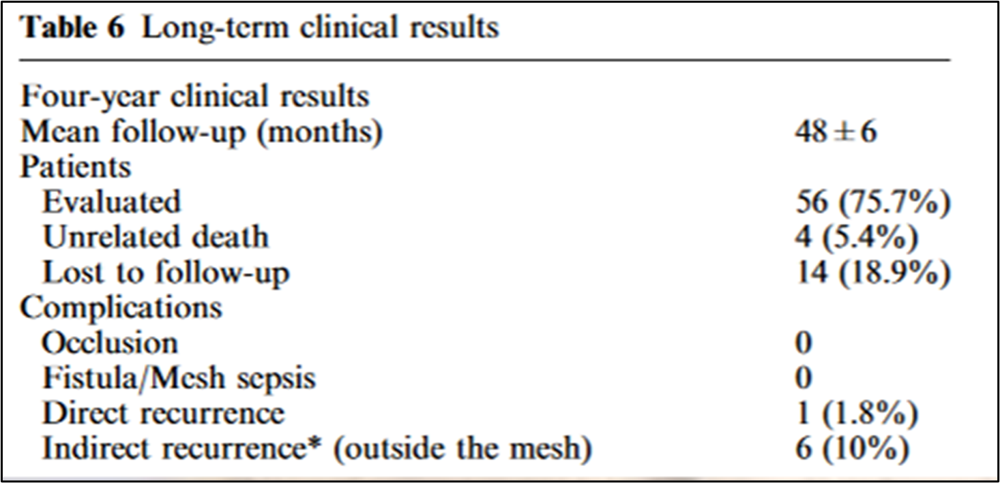 Table 6 Long-term clinical results
Four-year clinical results
Mean follow-up (months) 48 ± 6
Patients
Evaluated 56 (75.7%)
Unrelated death 4 (5.4%)
Lost to follow-up 14 (18.9%)
Complications
Occlusion 0
Fistula/Mesh sepsis 0
Direct recurrence 1 (1.8%)
Indirect recurrence* (outside the mesh) 6 (10%)